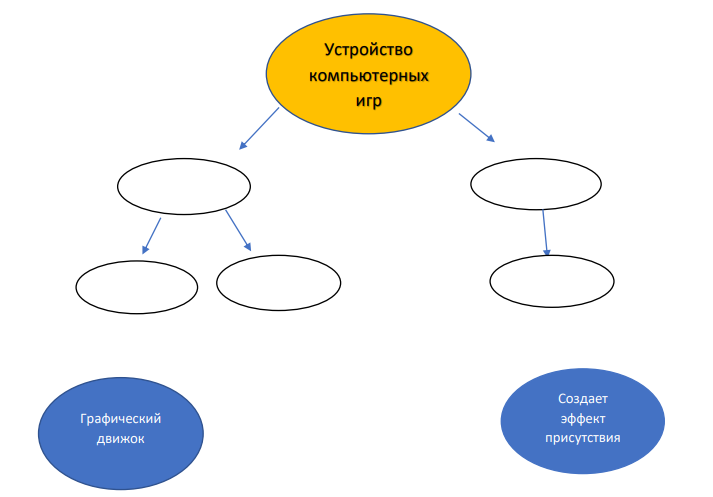 Устройство
компьютерных
игр
Графический
движок
Создает
эффект
присутствия